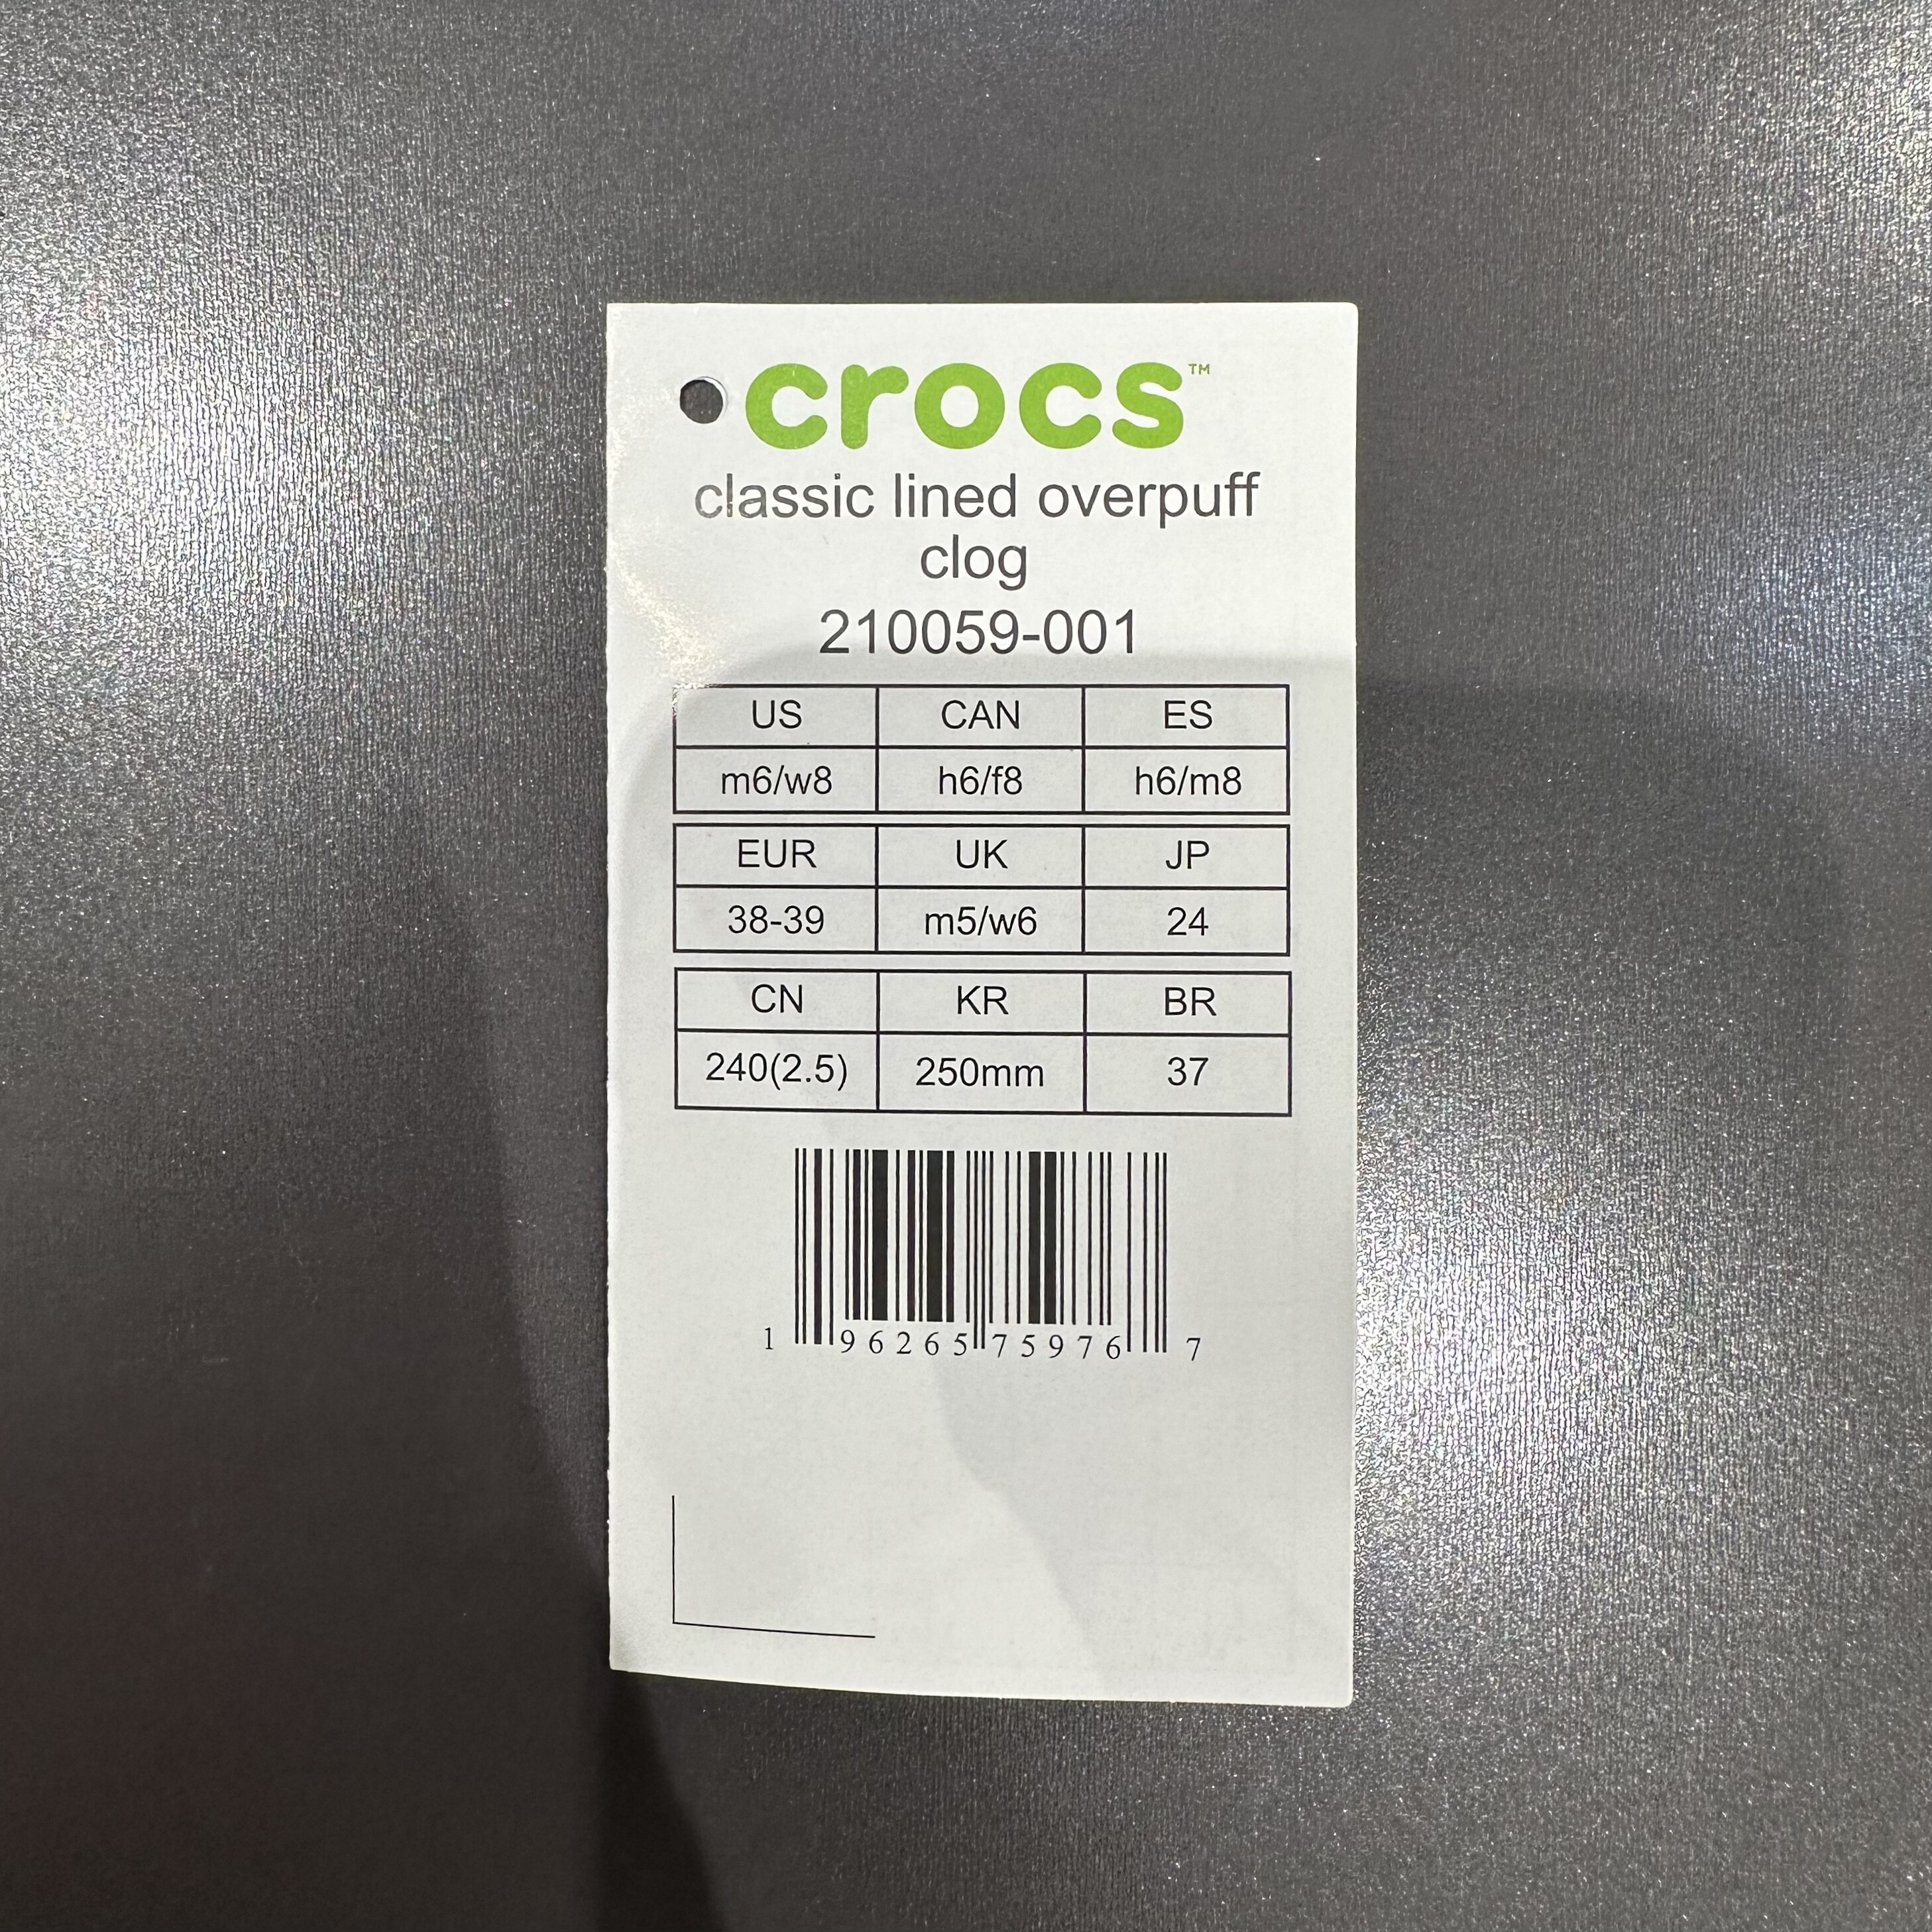 crocs™
classic lined overpuff
clog
210059-001
US CAN ES
m6/w8 h6/f8 h6/m8
EUR UK JP
38-39 m5/w6 24
CN KR BR
240(2.5) 250mm 37
1 96265 75976 7